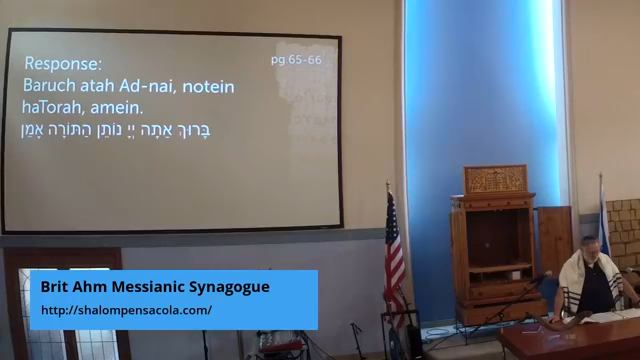 Response:
pg 65-66
Baruch atah Ad-nai, notein
haTorah, amein.
בָּרוּךְ אַתָּה יְיָ נוֹתֵן הַתּוֹרָה אָמֵן
Brit Ahm Messianic Synagogue
http://shalompensacola.com/